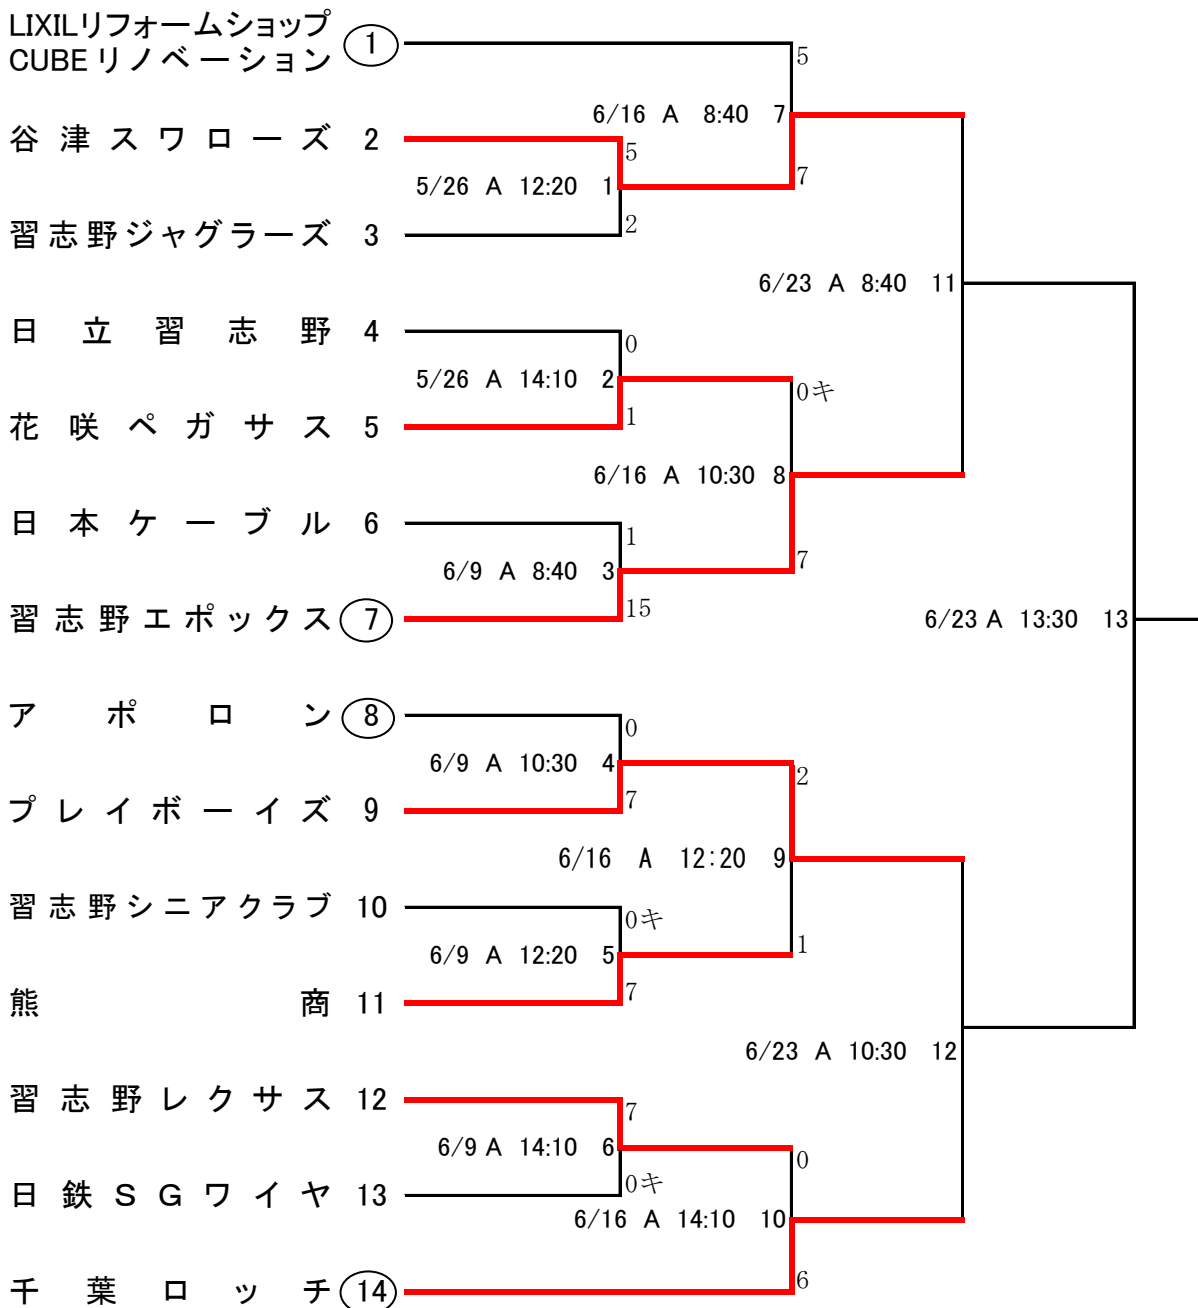 LIXILリフォームショップ
CUBEリノベーション 1
5
6/16 A 8:40 7
谷津スワローズ 2
5
7
5/26 A 12:20 1
習志野ジャグラーズ 3
2
6/23 A 8:40 11
日立習志野 4
0
5/26 A 14:10 2
0キ
花咲ペガサス 5
1
6/16 A 10:30 8
日本ケーブル 6
1
7
6/9 A 8:40 3
習志野エポックス 7
15
6/23 A 13:30 13
アポロン 8
0
6/9 A 10:30 4
2
プレイボーイズ 9
7
6/16 A 12:20 9
習志野シニアクラブ 10
0キ
1
6/9 A 12:20 5
熊商 11
7
6/23 A 10:30 12
習志野レクサス 12
7
6/9 A 14:10 6
0
日鉄SGワイヤ 13
0キ
6/16 A 14:10 10
千葉ロッチ 14
6